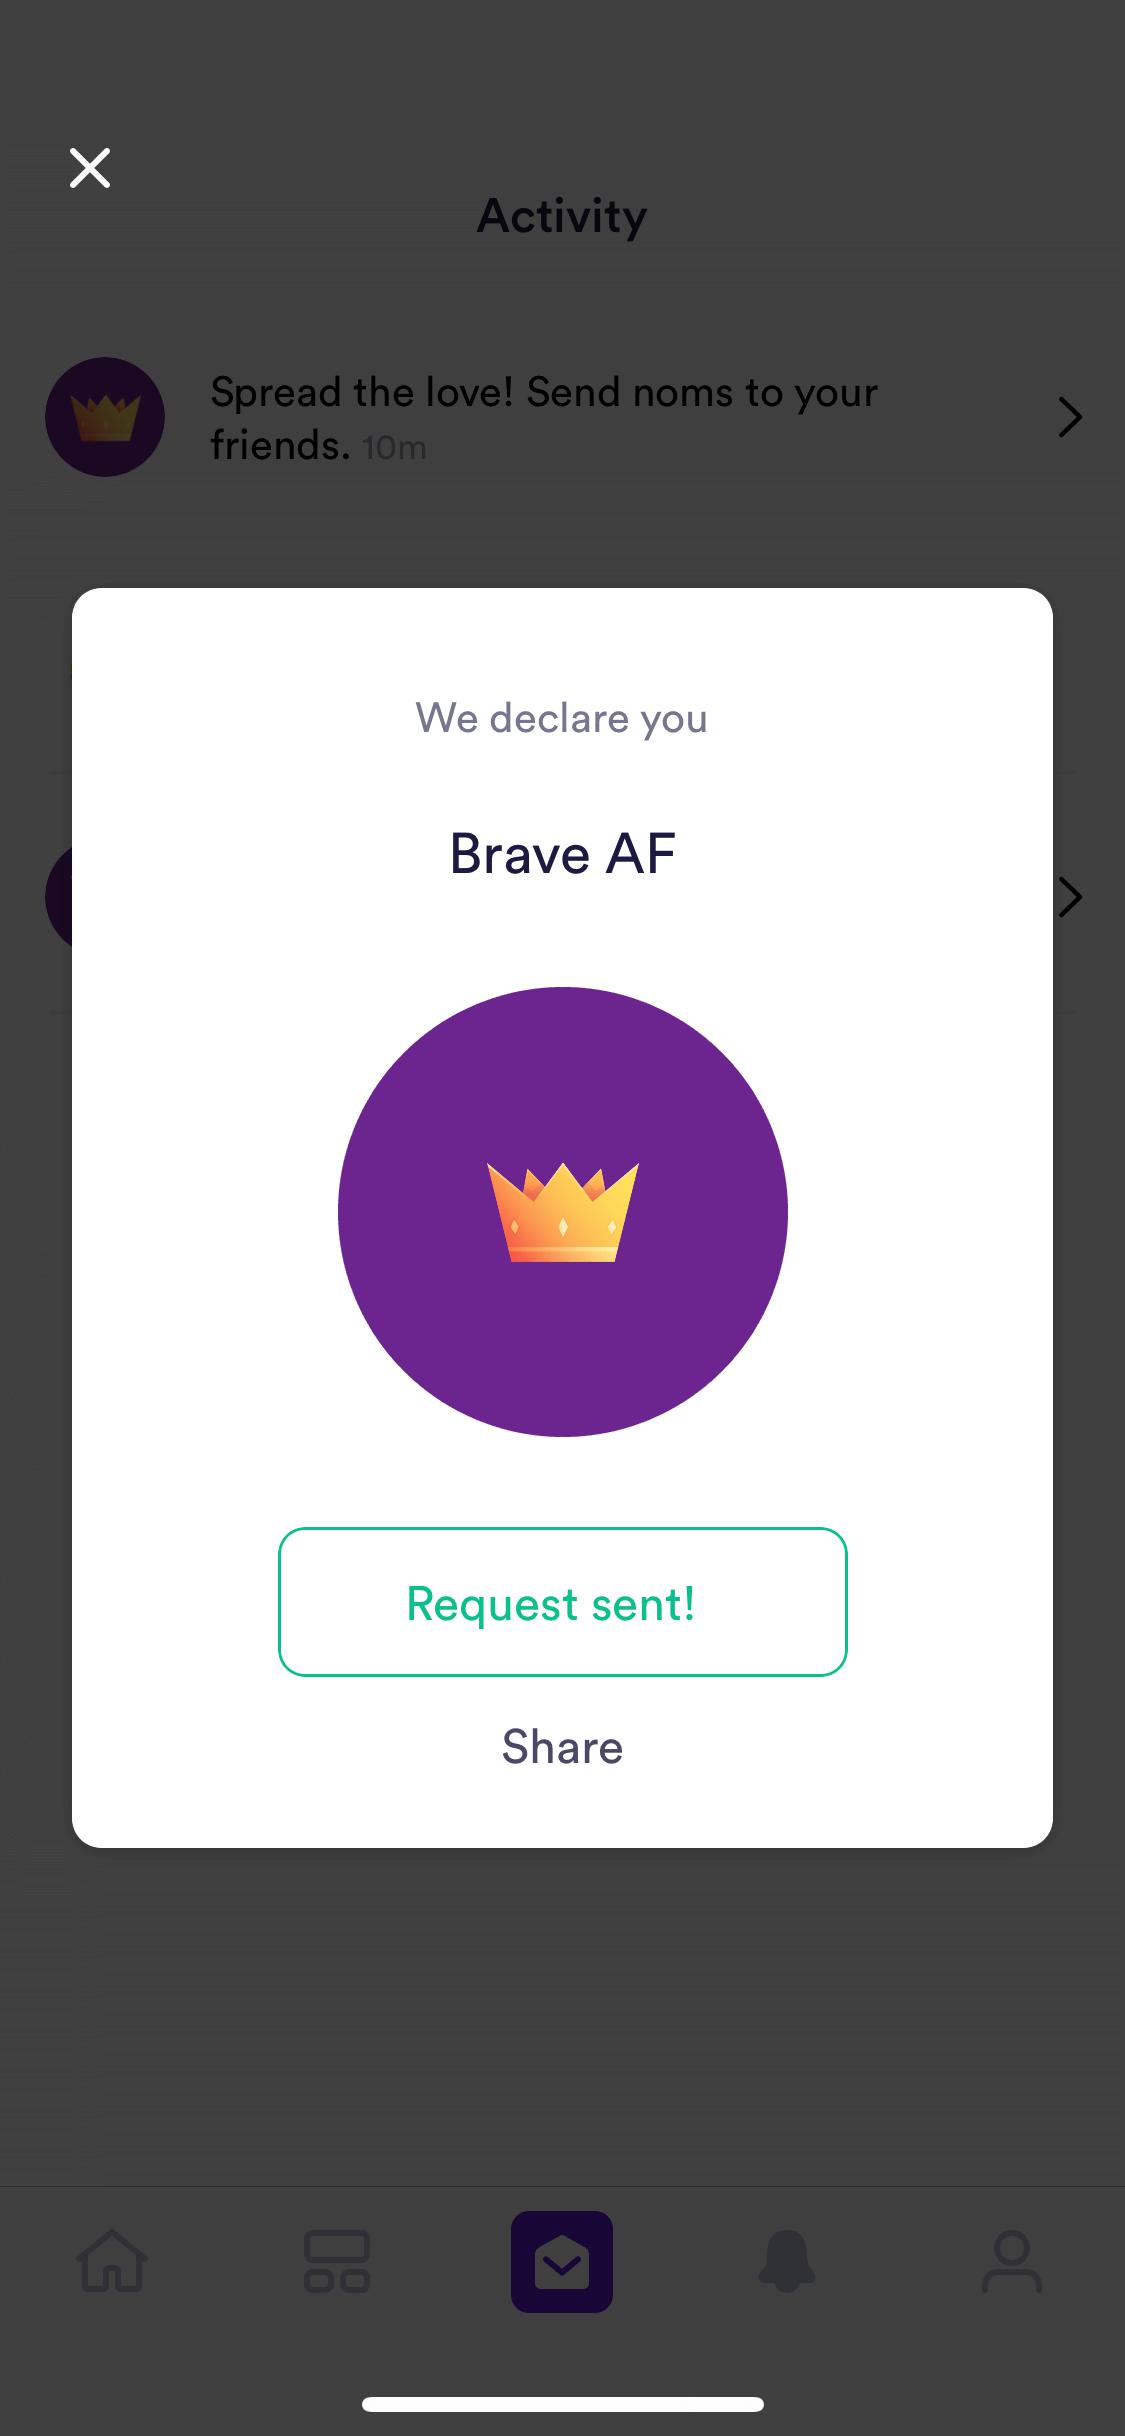 Activity
Spread the love! Send noms to your
friends. 10m
We declare you
Brave AF
Request sent!
Share